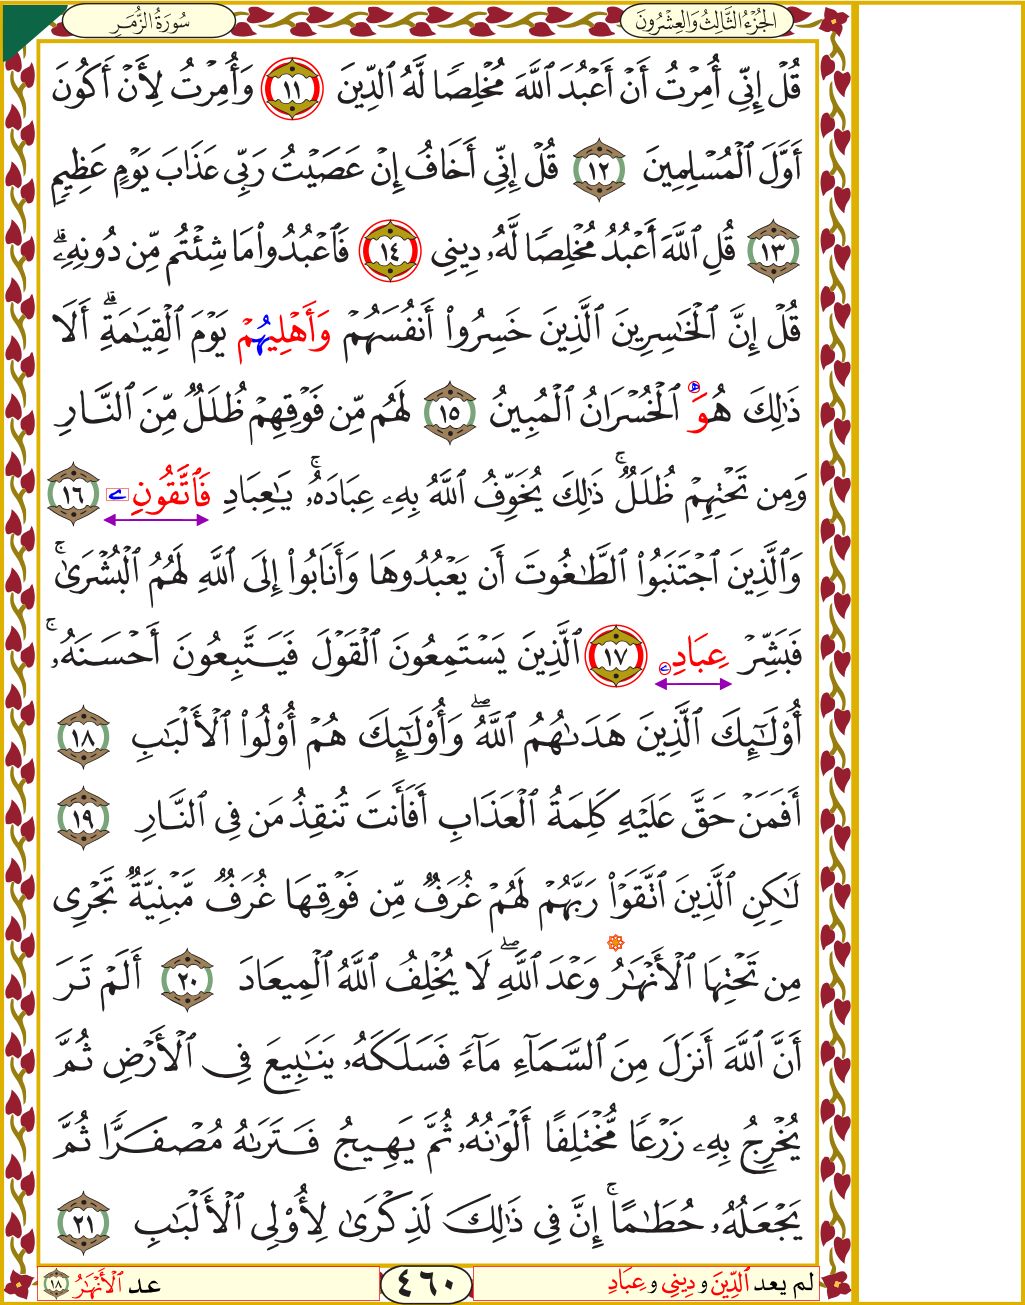 الجُزْءُ الثَّالِثُ وَالعِشْرُونَ
سُورَةُ الزُّمَرِ
قُلْ إِنِّىٓ أُمِرْتُ أَنْ أَعْبُدَ ٱللَّهَ مُخْلِصًا لَّهُ ٱلدِّينَ ١١ وَأُمِرْتُ لِأَنْ أَكُونَ
أَوَّلَ ٱلْمُسْلِمِينَ ١٢ قُلْ إِنِّىٓ أَخَافُ إِنْ عَصَيْتُ رَبِّى عَذَابَ يَوْمٍ عَظِيمٍ
١٣ قُلِ ٱللَّهَ أَعْبُدُ مُخْلِصًا لَّهُۥ دِينِى ١٤ فَٱعْبُدُوا۟ مَا شِئْتُم مِّن دُونِهِۦۗ
قُلْ إِنَّ ٱلْخَـٰسِرِينَ ٱلَّذِينَ خَسِرُوٓا۟ أَنفُسَهُمْ وَأَهْلِيهُمْ يَوْمَ ٱلْقِيَـٰمَةِۗ أَلَا
ذَٰلِكَ هُوَ ه ٱلْخُسْرَانُ ٱلْمُبِينُ ١٥ لَهُم مِّن فَوْقِهِمْ ظُلَلٌ مِّنَ ٱلنَّارِ
وَمِن تَحْتِهِمْ ظُلَلٌۚ ذَٰلِكَ يُخَوِّفُ ٱللَّهُ بِهِۦ عِبَادَهُۥۚ يَـٰعِبَادِ فَٱتَّقُونِ ے ١٦
وَٱلَّذِينَ ٱجْتَنَبُوا۟ ٱلطَّـٰغُوتَ أَن يَعْبُدُوهَا وَأَنَابُوٓا۟ إِلَى ٱللَّهِ لَهُمُ ٱلْبُشْرَىٰۚ
فَبَشِّرْ عِبَادِ ے ١٧ ٱلَّذِينَ يَسْتَمِعُونَ ٱلْقَوْلَ فَيَتَّبِعُونَ أَحْسَنَهُۥٓۚ
أُو۟لَـٰٓئِكَ ٱلَّذِينَ هَدَىٰهُمُ ٱللَّهُۖ وَأُو۟لَـٰٓئِكَ هُمْ أُو۟لُوا۟ ٱلْأَلْبَـٰبِ ١٨
أَفَمَنْ حَقَّ عَلَيْهِ كَلِمَةُ ٱلْعَذَابِ أَفَأَنتَ تُنقِذُ مَن فِى ٱلنَّارِ ١٩
لَـٰكِنِ ٱلَّذِينَ ٱتَّقَوْا۟ رَبَّهُمْ لَهُمْ غُرَفٌ مِّن فَوْقِهَا غُرَفٌ مَّبْنِيَّةٌ تَجْرِى
مِن تَحْتِهَا ٱلْأَنْهَـٰرُ وَعْدَ ٱللَّهِۖ لَا يُخْلِفُ ٱللَّهُ ٱلْمِيعَادَ ٢٠ أَلَمْ تَرَ
أَنَّ ٱللَّهَ أَنزَلَ مِنَ ٱلسَّمَآءِ مَآءً فَسَلَكَهُۥ يَنَـٰبِيعَ فِى ٱلْأَرْضِ ثُمَّ
يُخْرِجُ بِهِۦ زَرْعًا مُّخْتَلِفًا أَلْوَٰنُهُۥ ثُمَّ يَهِيجُ فَتَرَىٰهُ مُصْفَرًّا ثُمَّ
يَجْعَلُهُۥ حُطَـٰمًاۚ إِنَّ فِى ذَٰلِكَ لَذِكْرَىٰ لِأُو۟لِى ٱلْأَلْبَـٰبِ ٢١
لم يعد ٱلدِّينَ و دِينِى و عِبَادِ
٤٦٠
عد ٱلْأَنْهَـٰرُ ١٨